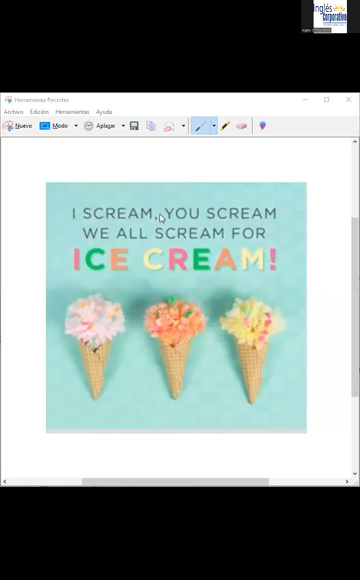 Inglés
Corporativo
Herramienta Recortes
Archivo Edición Herramientas Ayuda
Nuevo Modo Aplazar
I SCREAM, YOU SCREAM
WE ALL SCREAM FOR
ICE CREAM!